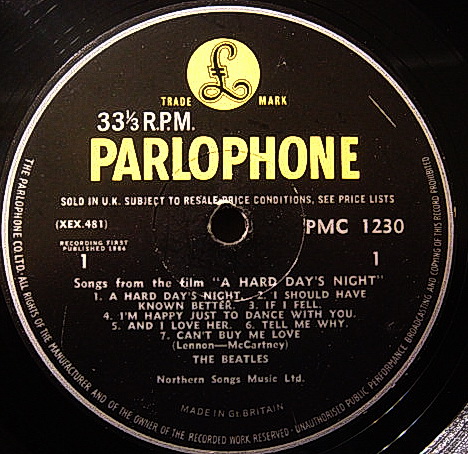 £
TRADE MARK
33⅓ R.P.M.
PARLOPHONE
SOLD IN U.K. SUBJECT TO RESALE PRICE CONDITIONS, SEE PRICE LISTS
(XEX.481)
PMC 1230
RECORDING FIRST
PUBLISHED 1964
1
1
Songs from the film "A HARD DAY'S NIGHT"
1. A HARD DAY'S NIGHT. 2. I SHOULD HAVE
KNOWN BETTER. 3. IF I FELL.
4. I'M HAPPY JUST TO DANCE WITH YOU.
5. AND I LOVE HER. 6. TELL ME WHY.
7. CAN'T BUY ME LOVE
(Lennon—McCartney)
THE BEATLES
Northern Songs Music Ltd.
MADE IN Gt. BRITAIN
THE PARLOPHONE CO. LTD. ALL RIGHTS OF THE MANUFACTURER AND OF THE OWNER OF THE RECORDED WORK RESERVED · UNAUTHORISED PUBLIC PERFORMANCE BROADCASTING AND COPYING OF THIS RECORD PROHIBITED